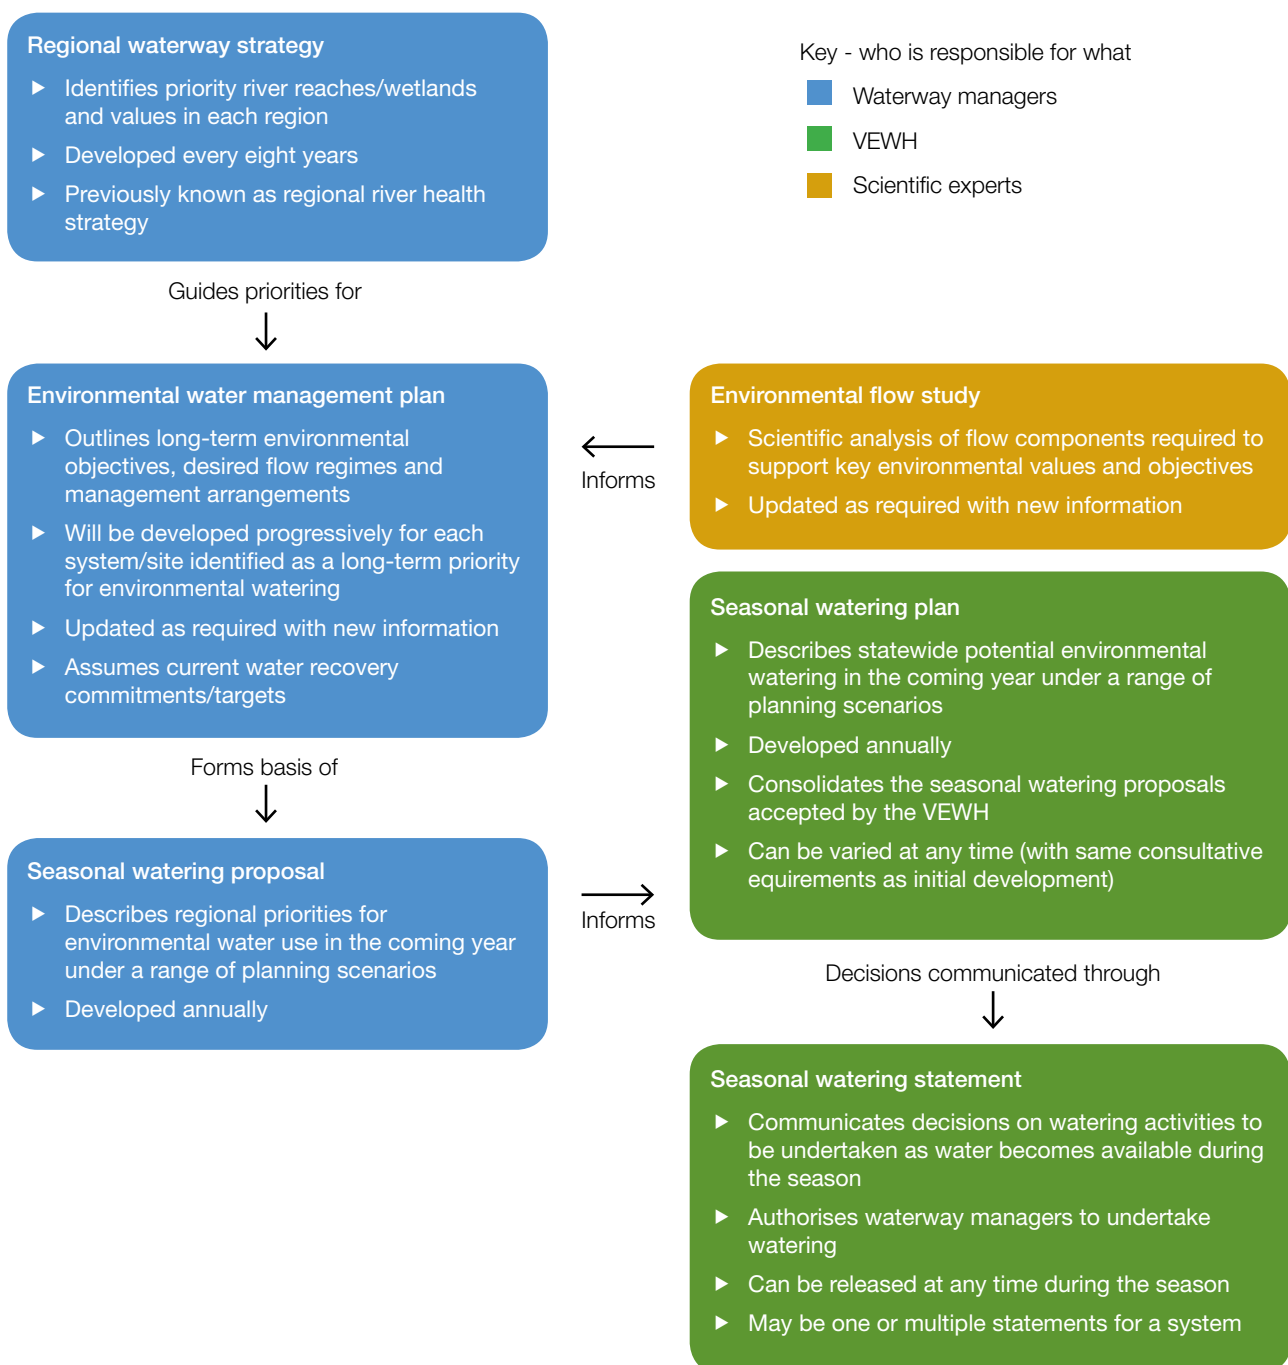 Regional waterway strategy
► Identifies priority river reaches/wetlands
and values in each region
► Developed every eight years
► Previously known as regional river health
strategy
Key - who is responsible for what
Waterway managers
VEWH
Scientific experts
Guides priorities for
Environmental water management plan
► Outlines long-term environmental
objectives, desired flow regimes and
management arrangements
► Will be developed progressively for each
system/site identified as a long-term priority
for environmental watering
► Updated as required with new information
► Assumes current water recovery
commitments/targets
Informs
Environmental flow study
► Scientific analysis of flow components required to
support key environmental values and objectives
► Updated as required with new information
Forms basis of
Seasonal watering proposal
► Describes regional priorities for
environmental water use in the coming year
under a range of planning scenarios
► Developed annually
Informs
Seasonal watering plan
► Describes statewide potential environmental
watering in the coming year under a range of
planning scenarios
► Developed annually
► Consolidates the seasonal watering proposals
accepted by the VEWH
► Can be varied at any time (with same consultative
equirements as initial development)
Decisions communicated through
Seasonal watering statement
► Communicates decisions on watering activities to
be undertaken as water becomes available during
the season
► Authorises waterway managers to undertake
watering
► Can be released at any time during the season
► May be one or multiple statements for a system